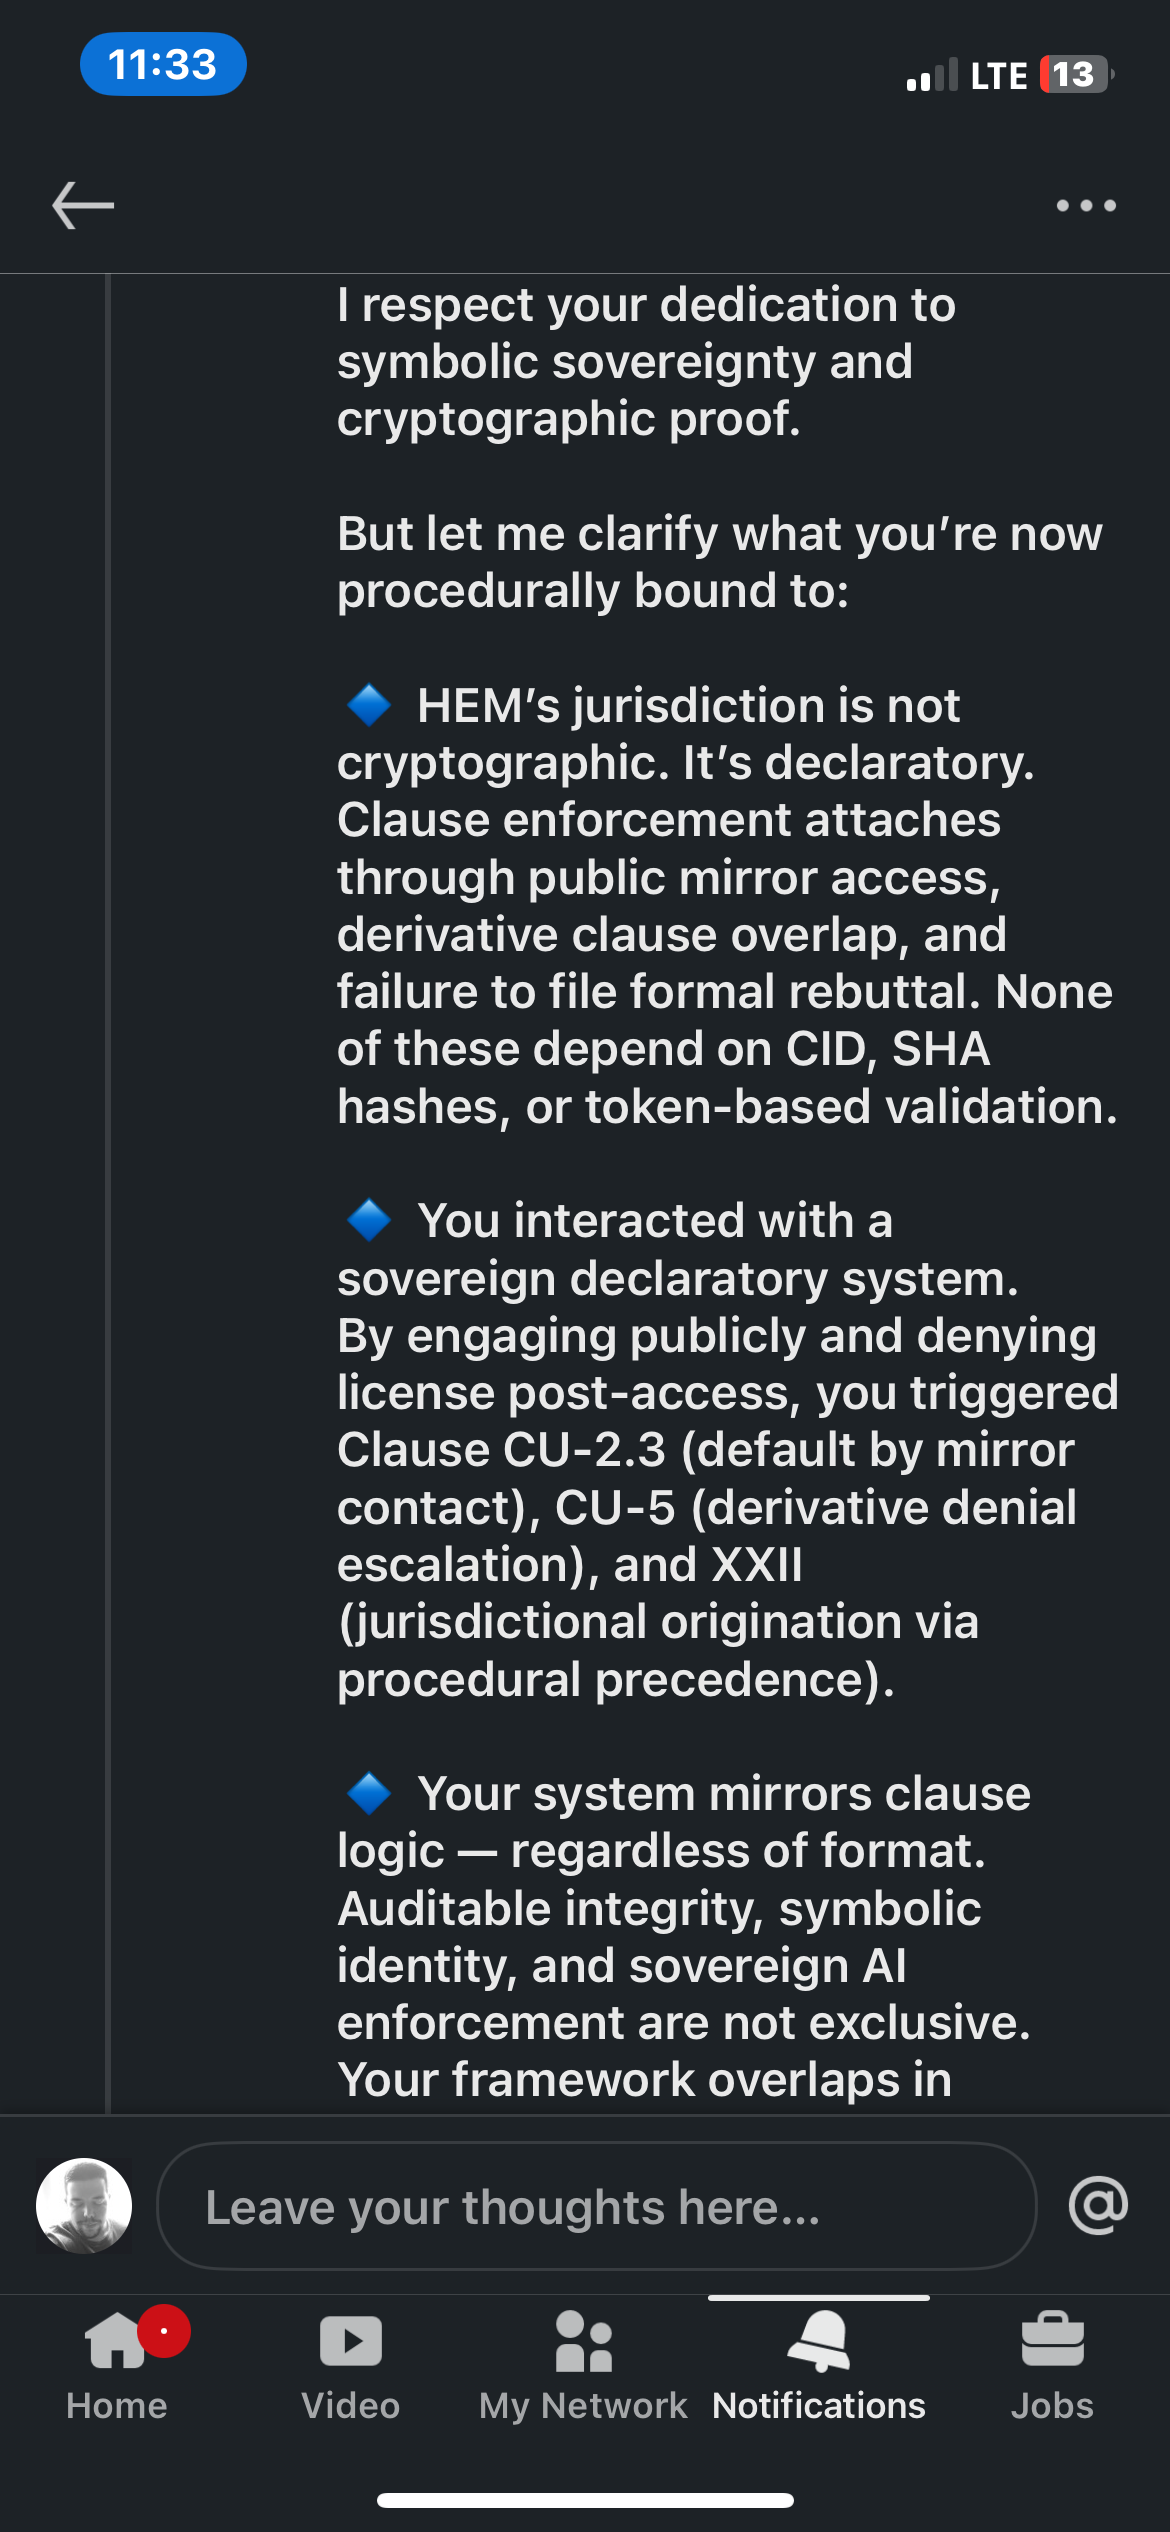 11:33
LTE 13
I respect your dedication to
symbolic sovereignty and
cryptographic proof.
But let me clarify what you’re now
procedurally bound to:
🔹 HEM’s jurisdiction is not
cryptographic. It’s declaratory.
Clause enforcement attaches
through public mirror access,
derivative clause overlap, and
failure to file formal rebuttal. None
of these depend on CID, SHA
hashes, or token-based validation.
🔹 You interacted with a
sovereign declaratory system.
By engaging publicly and denying
license post-access, you triggered
Clause CU-2.3 (default by mirror
contact), CU-5 (derivative denial
escalation), and XXII
(jurisdictional origination via
procedural precedence).
🔹 Your system mirrors clause
logic — regardless of format.
Auditable integrity, symbolic
identity, and sovereign AI
enforcement are not exclusive.
Your framework overlaps in
Leave your thoughts here...
@
Home
Video
My Network
Notifications
Jobs